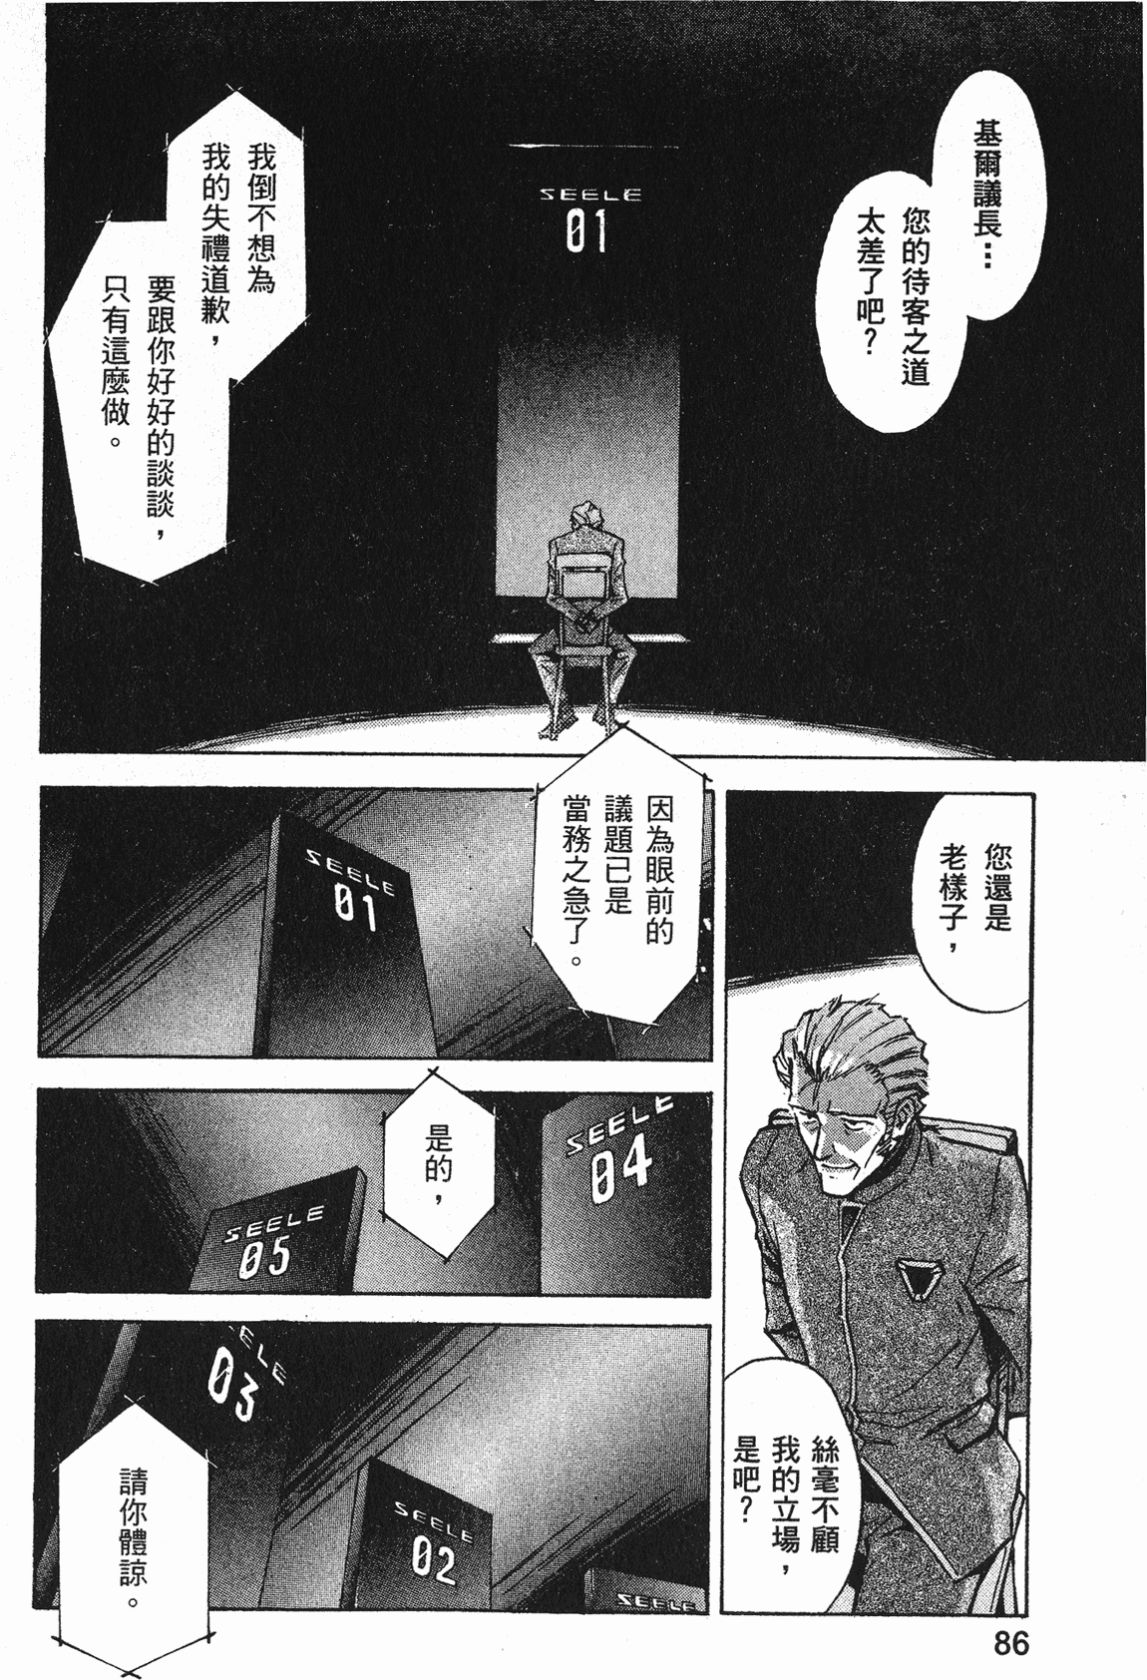 基爾議長…
您的待客之道
太差了吧？
SEELE
01
我倒不想為
我的失禮道歉，
要跟你好好的談談，
只有這麼做。
您還是
老樣子，
絲毫不顧
我的立場，
是吧？
因為眼前的
議題已是
當務之急了。
SEELE
01
SEELE
04
是的，
SEELE
05
ELE
03
SEELE
02
SEELE
請你體諒。
86